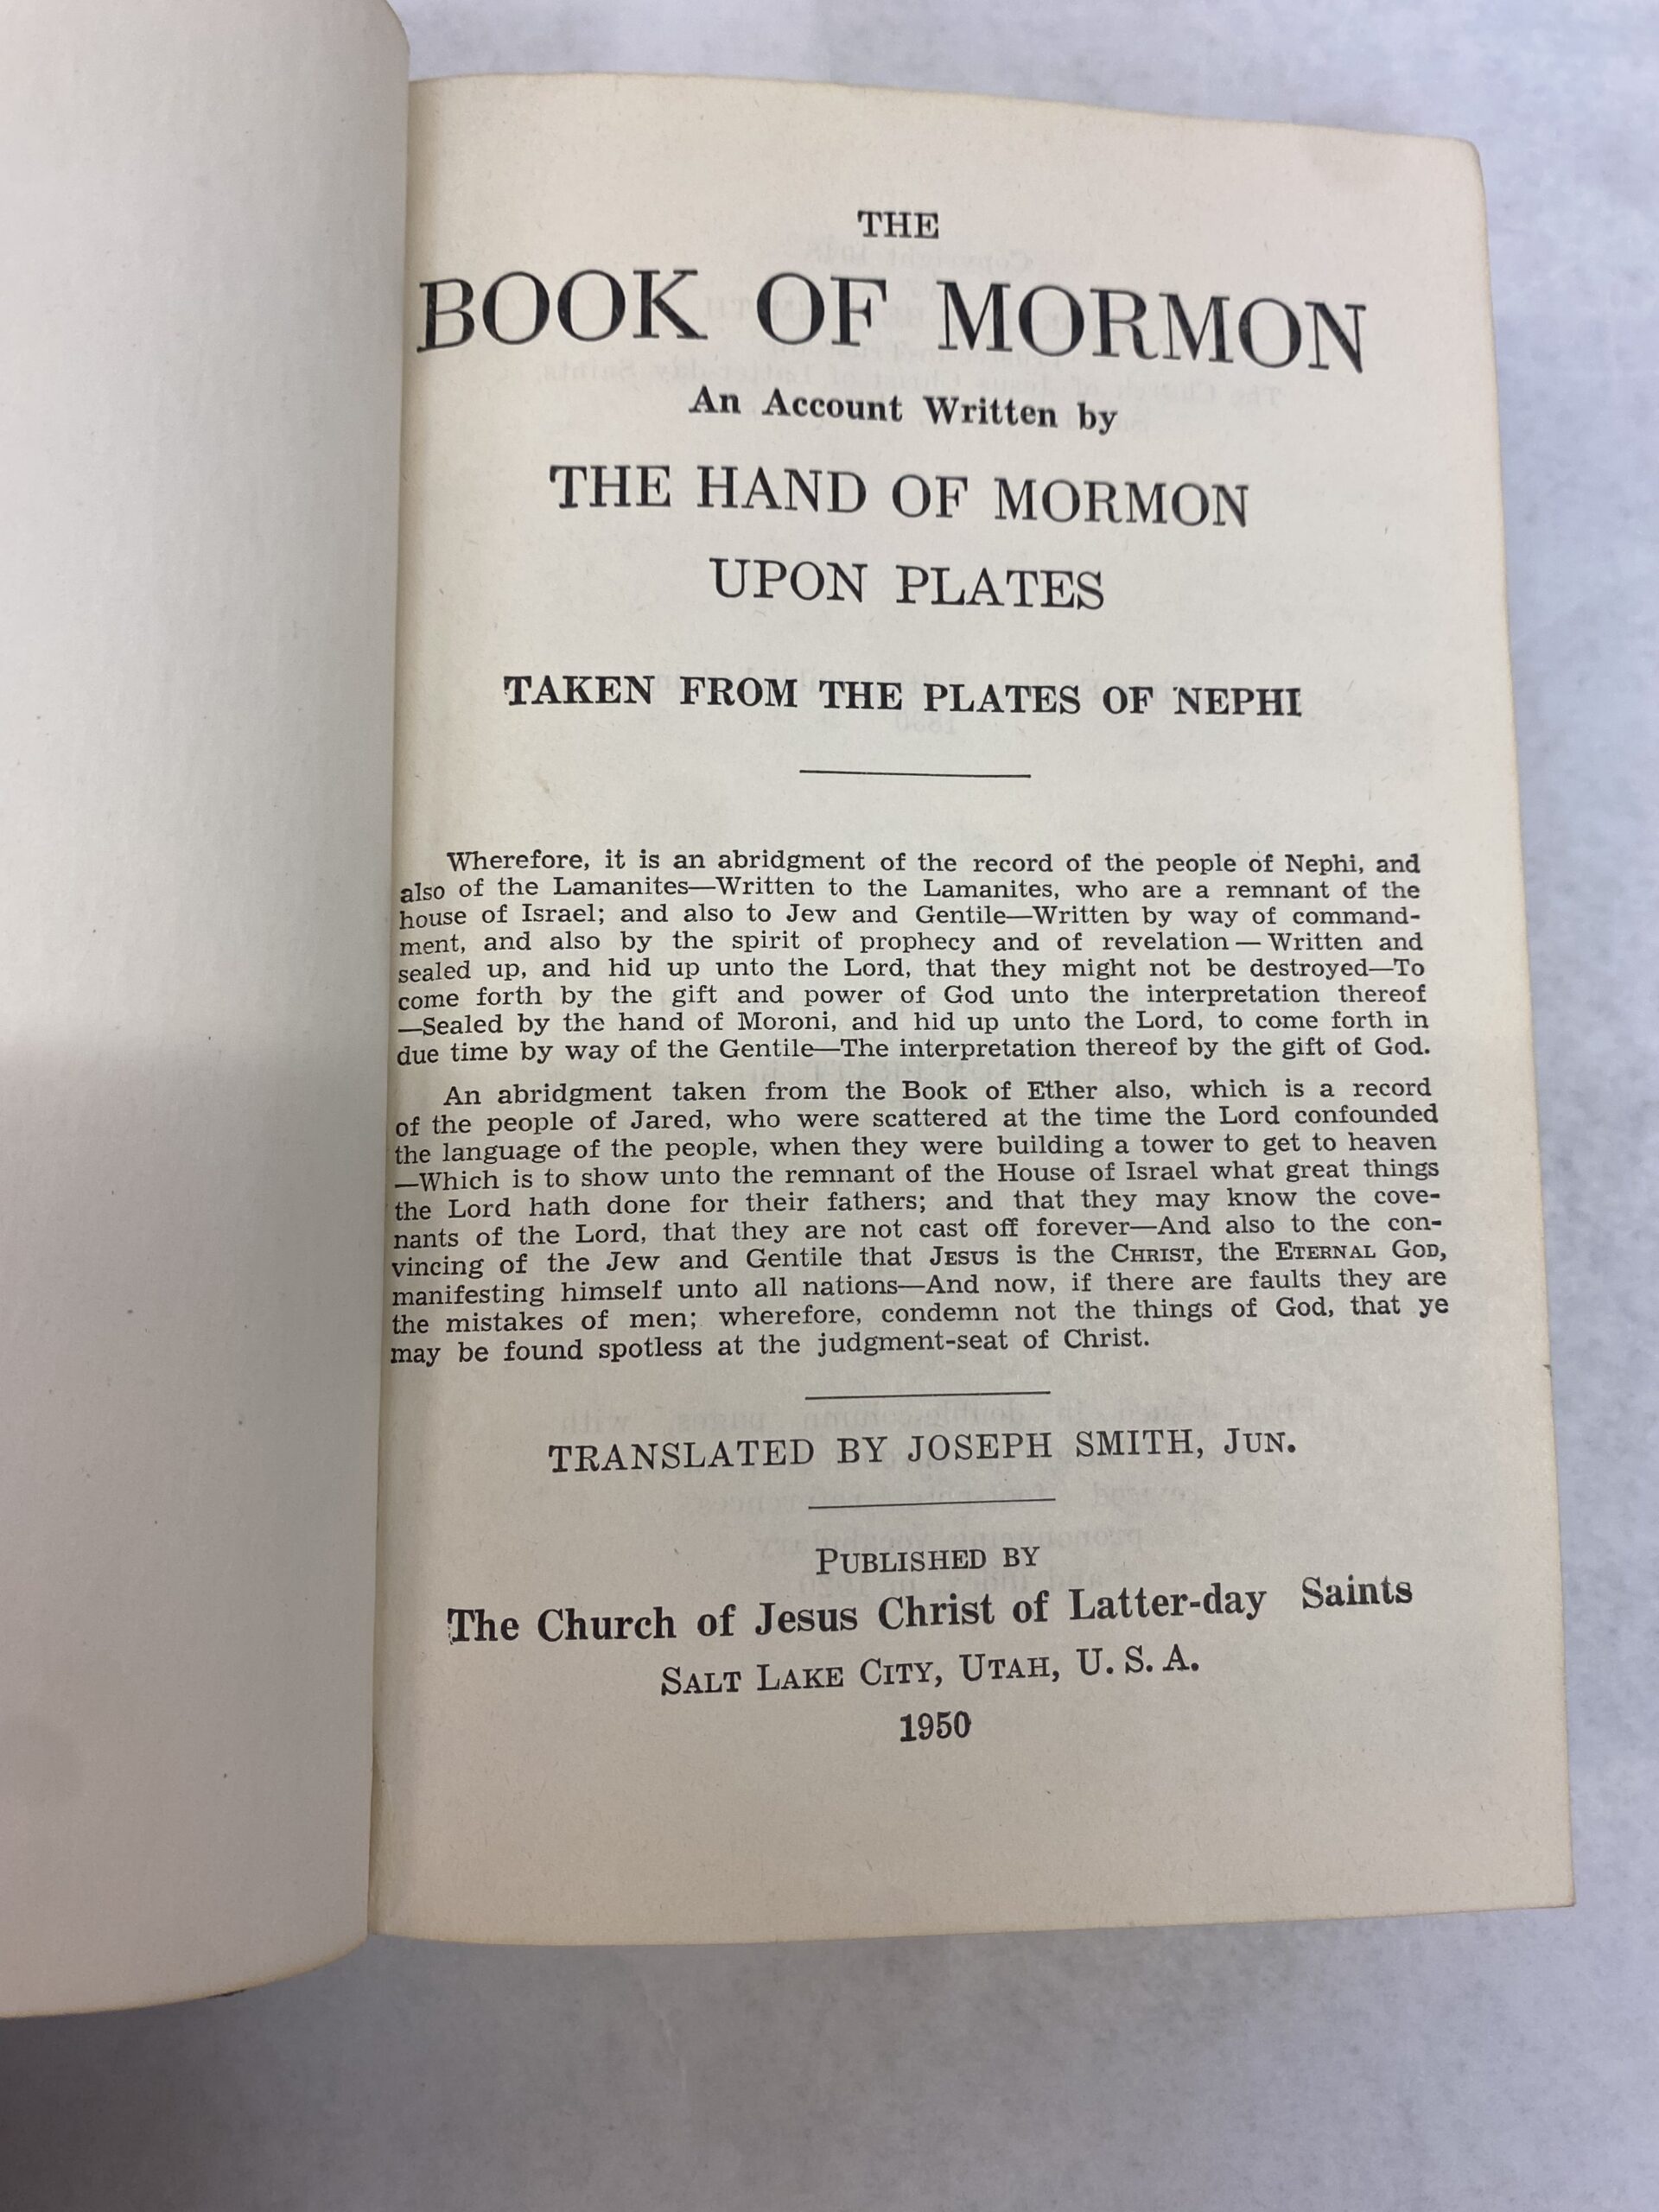 THE
BOOK OF MORMON
An Account Written by
THE HAND OF MORMON
UPON PLATES
TAKEN FROM THE PLATES OF NEPHI
Wherefore, it is an abridgment of the record of the people of Nephi, and
also of the Lamanites—Written to the Lamanites, who are a remnant of the
house of Israel; and also to Jew and Gentile—Written by way of command-
ment, and also by the spirit of prophecy and of revelation — Written and
sealed up, and hid up unto the Lord, that they might not be destroyed—To
come forth by the gift and power of God unto the interpretation thereof
—Sealed by the hand of Moroni, and hid up unto the Lord, to come forth in
due time by way of the Gentile—The interpretation thereof by the gift of God.
An abridgment taken from the Book of Ether also, which is a record
of the people of Jared, who were scattered at the time the Lord confounded
the language of the people, when they were building a tower to get to heaven
—Which is to show unto the remnant of the House of Israel what great things
the Lord hath done for their fathers; and that they may know the cove-
nants of the Lord, that they are not cast off forever—And also to the con-
vincing of the Jew and Gentile that JESUS is the CHRIST, the ETERNAL GOD,
manifesting himself unto all nations—And now, if there are faults they are
the mistakes of men; wherefore, condemn not the things of God, that ye
may be found spotless at the judgment-seat of Christ.
TRANSLATED BY JOSEPH SMITH, JUN.
PUBLISHED BY
The Church of Jesus Christ of Latter-day Saints
SALT LAKE CITY, UTAH, U. S. A.
1950